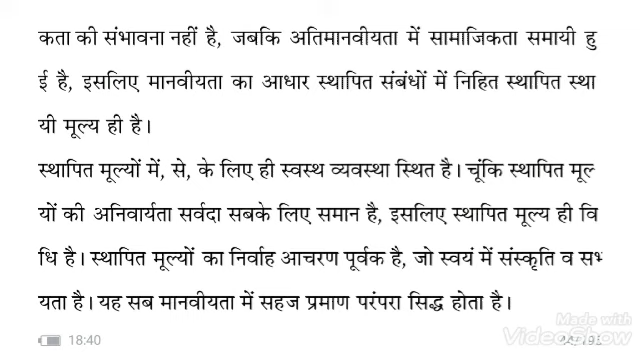 कता की संभावना नहीं है, जबकि अतिमानवीयता में सामाजिकता समायी हु
ई है, इसलिए मानवीयता का आधार स्थापित संबंधों में निहित स्थापित स्था
यी मूल्य ही है।
स्थापित मूल्यों में, से, के लिए ही स्वस्थ व्यवस्था स्थित है। चूंकि स्थापित मूल्
यों की अनिवार्यता सर्वदा सबके लिए समान है, इसलिए स्थापित मूल्य ही वि
धि है। स्थापित मूल्यों का निर्वाह आचरण पूर्वक है, जो स्वयं में संस्कृति व सभ्
यता है। यह सब मानवीयता में सहज प्रमाण परंपरा सिद्ध होता है।
Made with
18:40
VideoShow